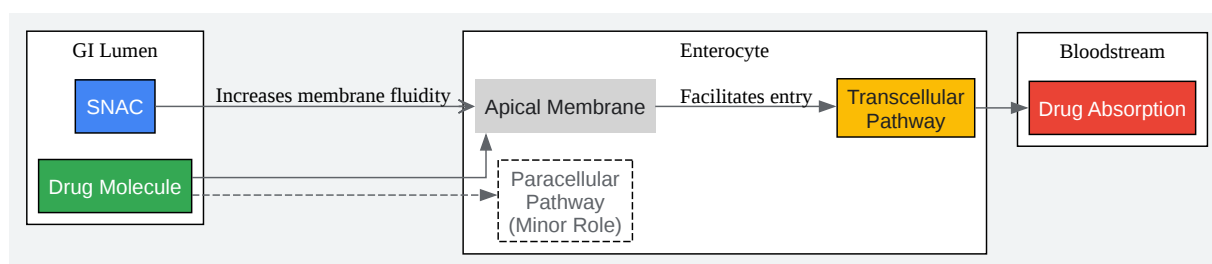 GI Lumen
SNAC
Drug Molecule
Increases membrane fluidity
Enterocyte
Apical Membrane
Facilitates entry
Transcellular
Pathway
Paracellular
Pathway
(Minor Role)
Bloodstream
Drug Absorption